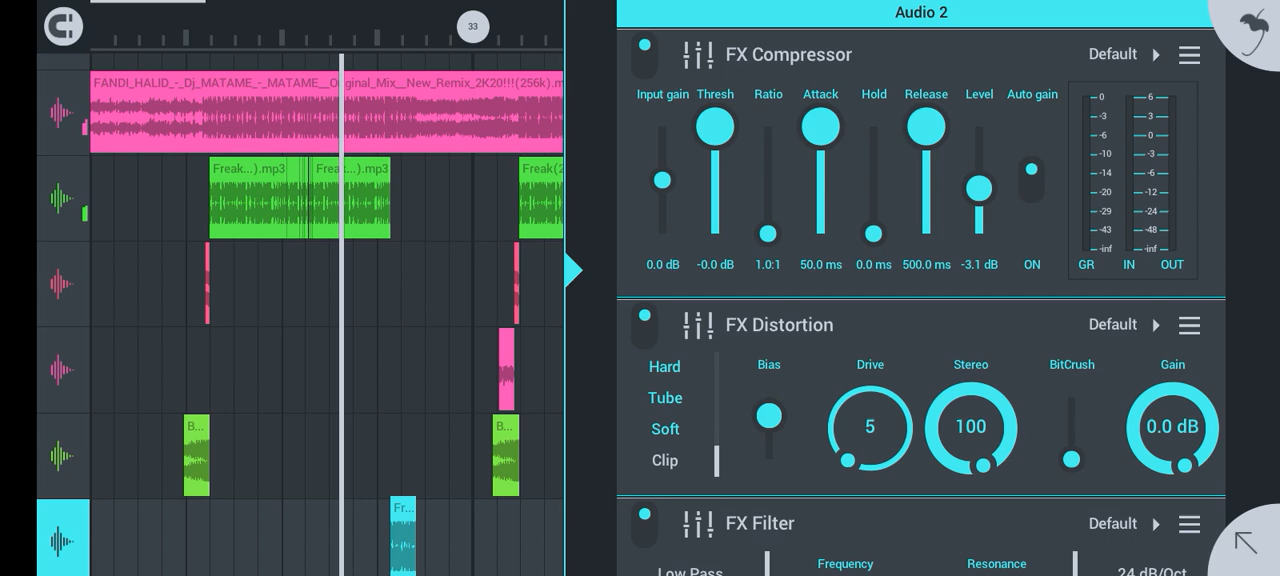 33
FANDI_HALID_-_Dj_MATAME_-_MATAME__O ginal_Mix__New_Remix_2K20!!!(256k).m
Freak...).mp3 Frea ...).mp3 Freak(2
B... B...
Fr...
Audio 2
FX Compressor Default
Input gain Thresh Ratio Attack Hold Release Level Auto gain
0 6
-3 3
-6 0
-10 -3
-14 -6
-20 -12
-29 -24
-43 -48
-inf -inf
0.0 dB -0.0 dB 1.0:1 50.0 ms 0.0 ms 500.0 ms -3.1 dB ON GR IN OUT
FX Distortion Default
Hard Bias Drive Stereo BitCrush Gain
Tube
Soft 5 100 0.0 dB
Clip
FX Filter Default
Frequency Resonance
Low Pass 24 dB/Oct